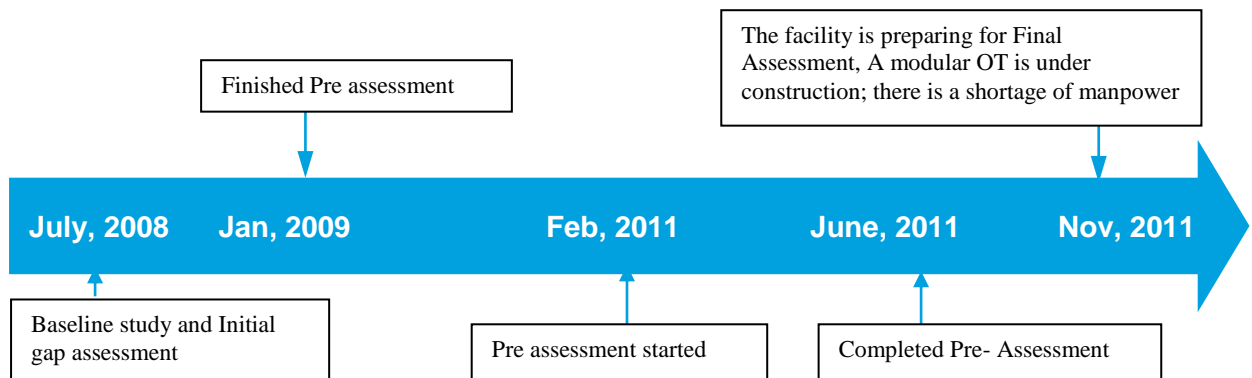 The facility is preparing for Final
Assessment, A modular OT is under
construction; there is a shortage of manpower
Finished Pre assessment
July, 2008
Jan, 2009
Feb, 2011
June, 2011
Nov, 2011
Baseline study and Initial
gap assessment
Pre assessment started
Completed Pre- Assessment